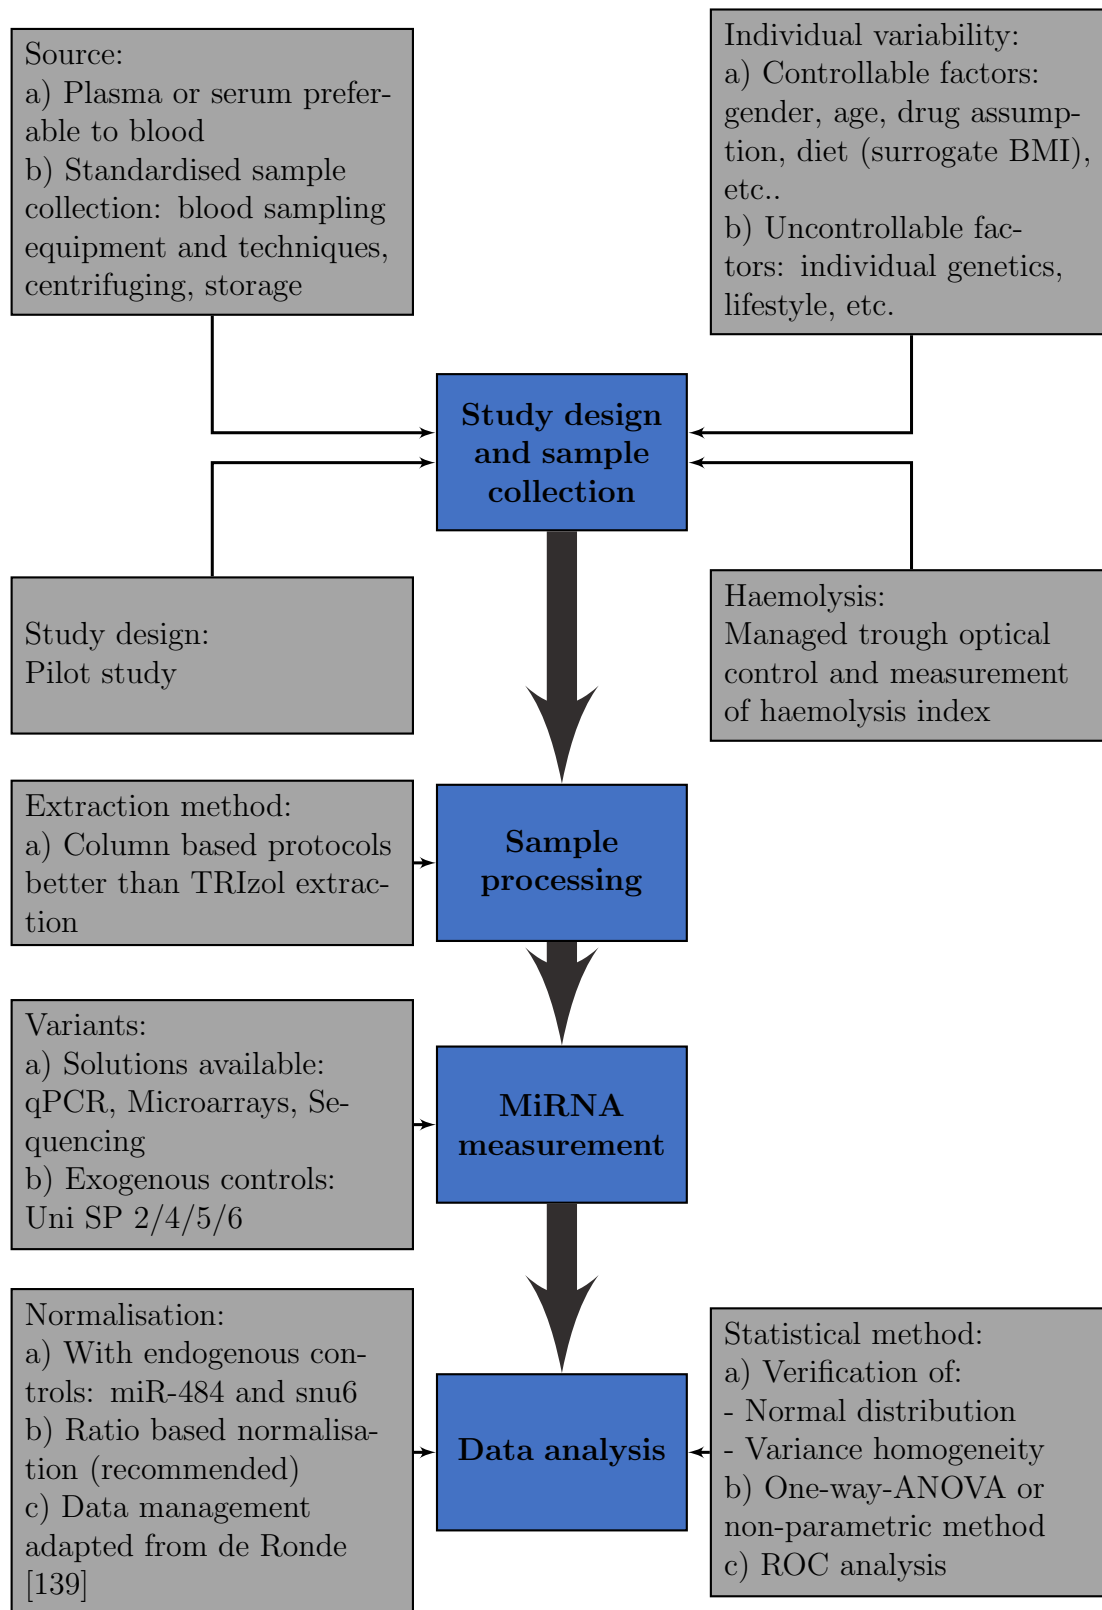 Source:
a) Plasma or serum prefer-
able to blood
b) Standardised sample
collection: blood sampling
equipment and techniques,
centrifuging, storage
Individual variability:
a) Controllable factors:
gender, age, drug assump-
tion, diet (surrogate BMI),
etc..
b) Uncontrollable fac-
tors: individual genetics,
lifestyle, etc.
Study design
and sample
collection
Study design:
Pilot study
Haemolysis:
Managed trough optical
control and measurement
of haemolysis index
Extraction method:
a) Column based protocols
better than TRIzol extrac-
tion
Sample
processing
Variants:
a) Solutions available:
qPCR, Microarrays, Se-
quencing
b) Exogenous controls:
Uni SP 2/4/5/6
MiRNA
measurement
Normalisation:
a) With endogenous con-
trols: miR-484 and snu6
b) Ratio based normalisa-
tion (recommended)
c) Data management
adapted from de Ronde
[139]
Data analysis
Statistical method:
a) Verification of:
- Normal distribution
- Variance homogeneity
b) One-way-ANOVA or
non-parametric method
c) ROC analysis